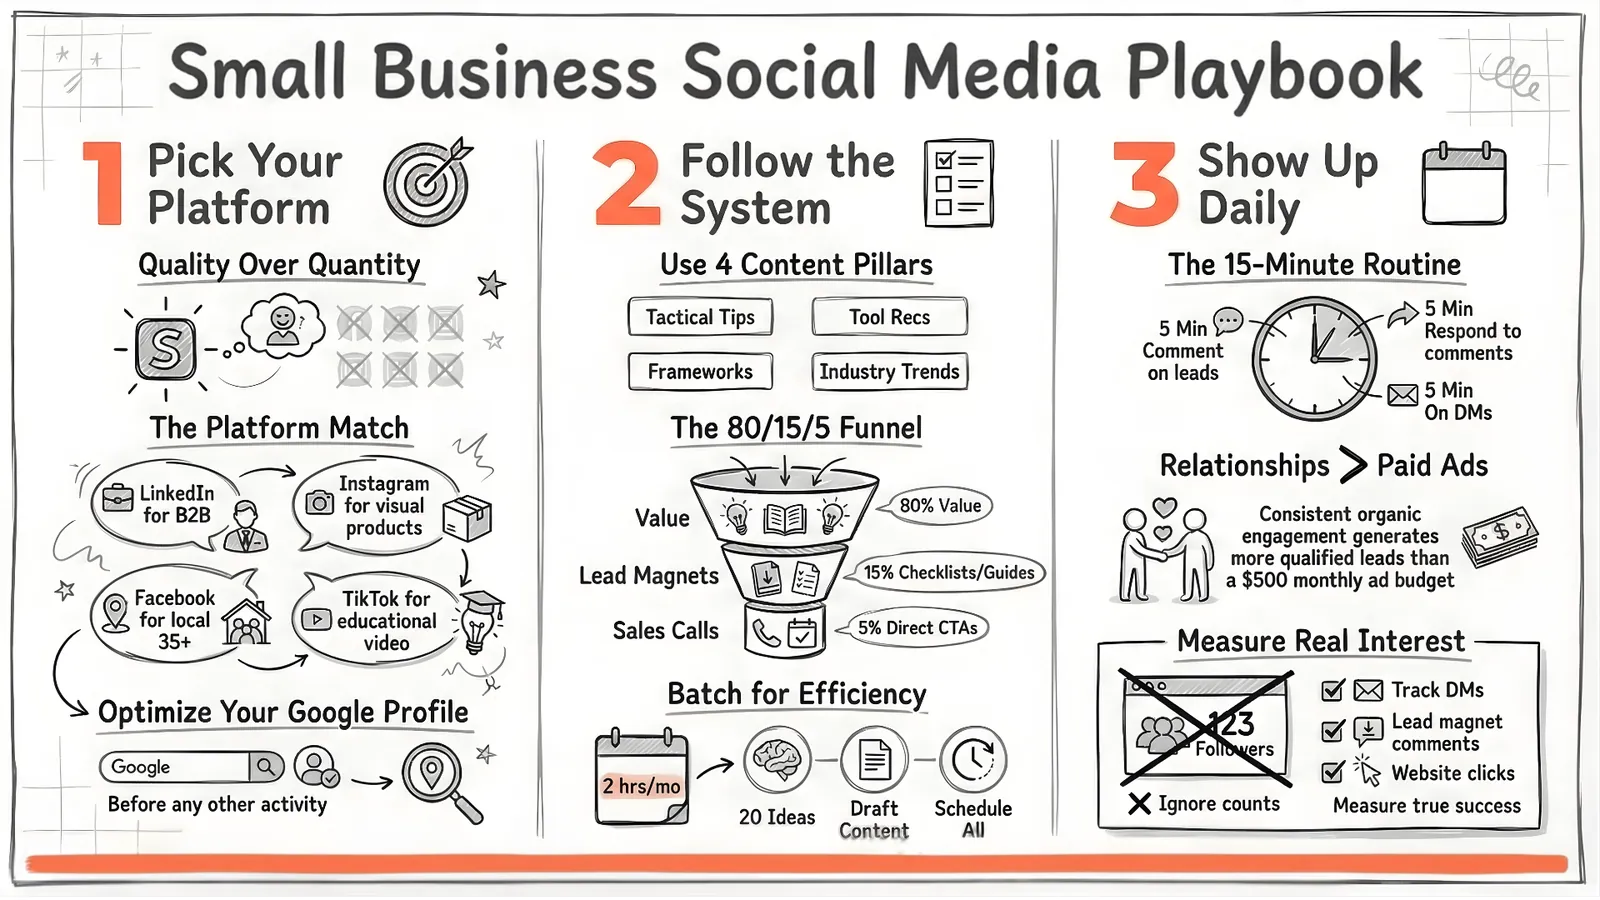 Small Business Social Media Playbook
1
Pick Your
Platform
Quality Over Quantity
S
?
The Platform Match
LinkedIn
for B2B
Instagram
for visual
products
Facebook
for local
35+
TikTok for
educational
video
Optimize Your Google Profile
Google
Before any other activity
2
Follow the
System
Use 4 Content Pillars
Tactical Tips
Tool Recs
Frameworks
Industry Trends
The 80/15/5 Funnel
Value
80% Value
Lead Magnets
15% Checklists/Guides
Sales Calls
5% Direct CTAs
Batch for Efficiency
2 hrs/mo
20 Ideas
Draft
Content
Schedule
All
3
Show Up
Daily
The 15-Minute Routine
5 Min
Comment
on leads
5 Min
Respond to
comments
5 Min
On DMs
Relationships > Paid Ads
Consistent organic
engagement generates
more qualified leads than
a $500 monthly ad budget
$
Measure Real Interest
123
Followers
Ignore counts
Track DMs
Lead magnet
comments
Website clicks
Measure true success